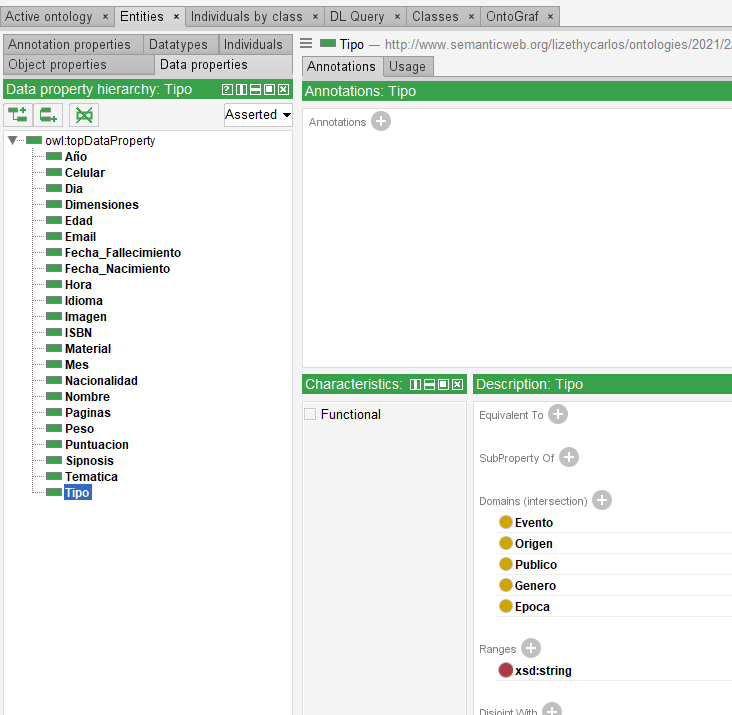 Active ontology × Entities × Individuals by class × DL Query × Classes × OntoGraf ×
Annotation properties Datatypes Individuals
Object properties Data properties
Data property hierarchy: Tipo
Asserted
owl:topDataProperty
Año
Celular
Dia
Dimensiones
Edad
Email
Fecha_Fallecimiento
Fecha_Nacimiento
Hora
Idioma
Imagen
ISBN
Material
Mes
Nacionalidad
Nombre
Paginas
Peso
Puntuacion
Sipnosis
Tematica
Tipo
Tipo — http://www.semanticweb.org/lizethycarlos/ontologies/2021/2/
Annotations Usage
Annotations: Tipo
Annotations
Characteristics:
Functional
Description: Tipo
Equivalent To
SubProperty Of
Domains (intersection)
Evento
Origen
Publico
Genero
Epoca
Ranges
xsd:string
Disjoint With